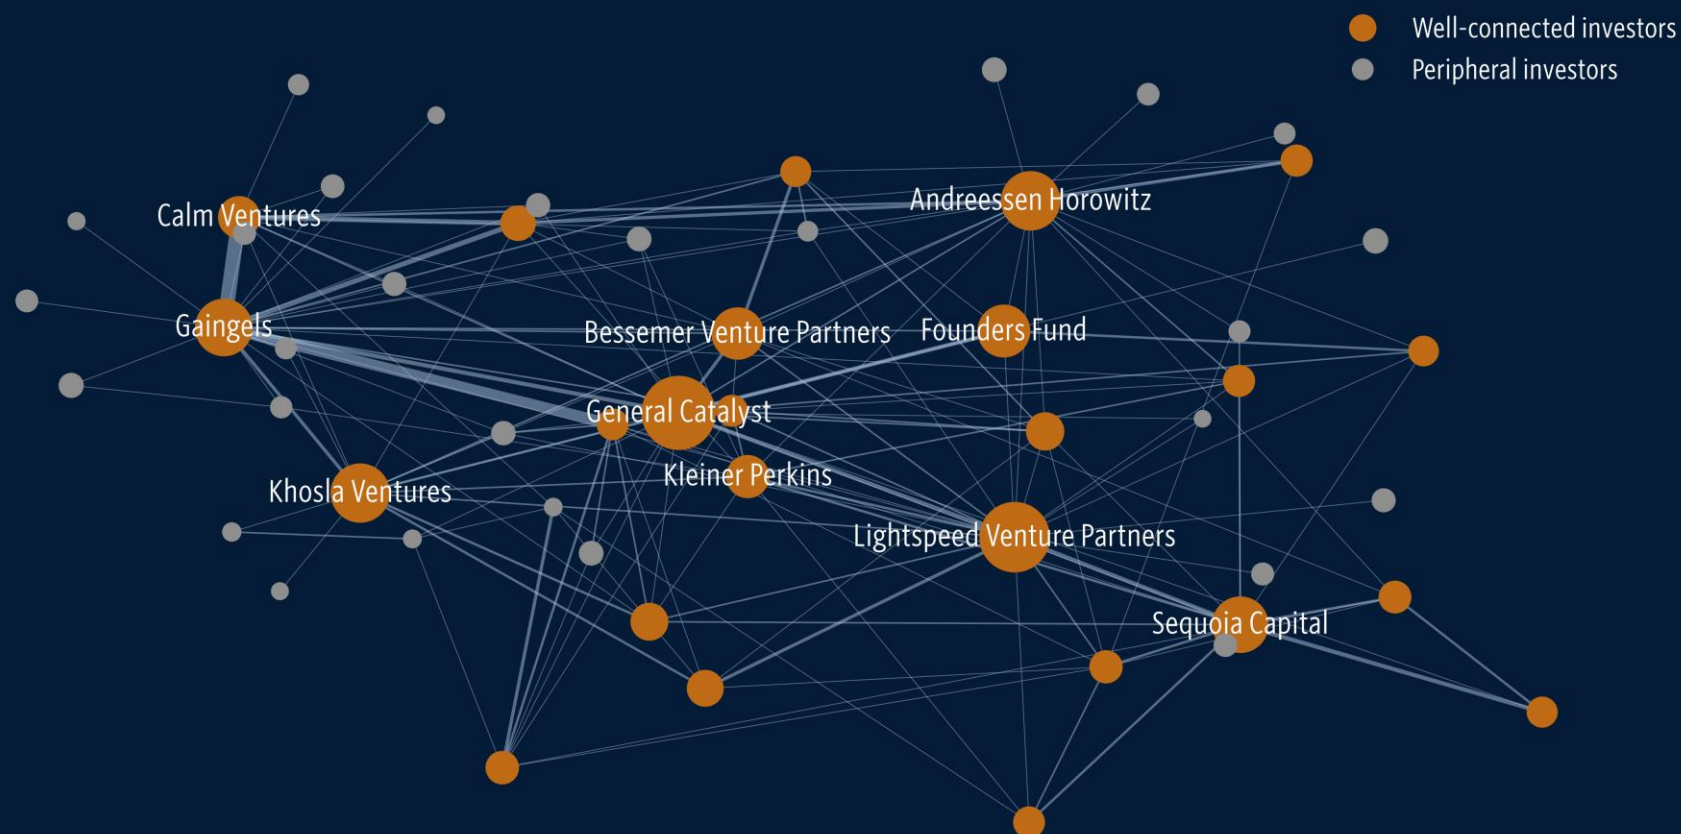 Well-connected investors
Peripheral investors
Andreessen Horowitz
Calm Ventures
Gaingels
Bessemer Venture Partners
Founders Fund
General Catalyst
Kleiner Perkins
Khosla Ventures
Lightspeed Venture Partners
Sequoia Capital